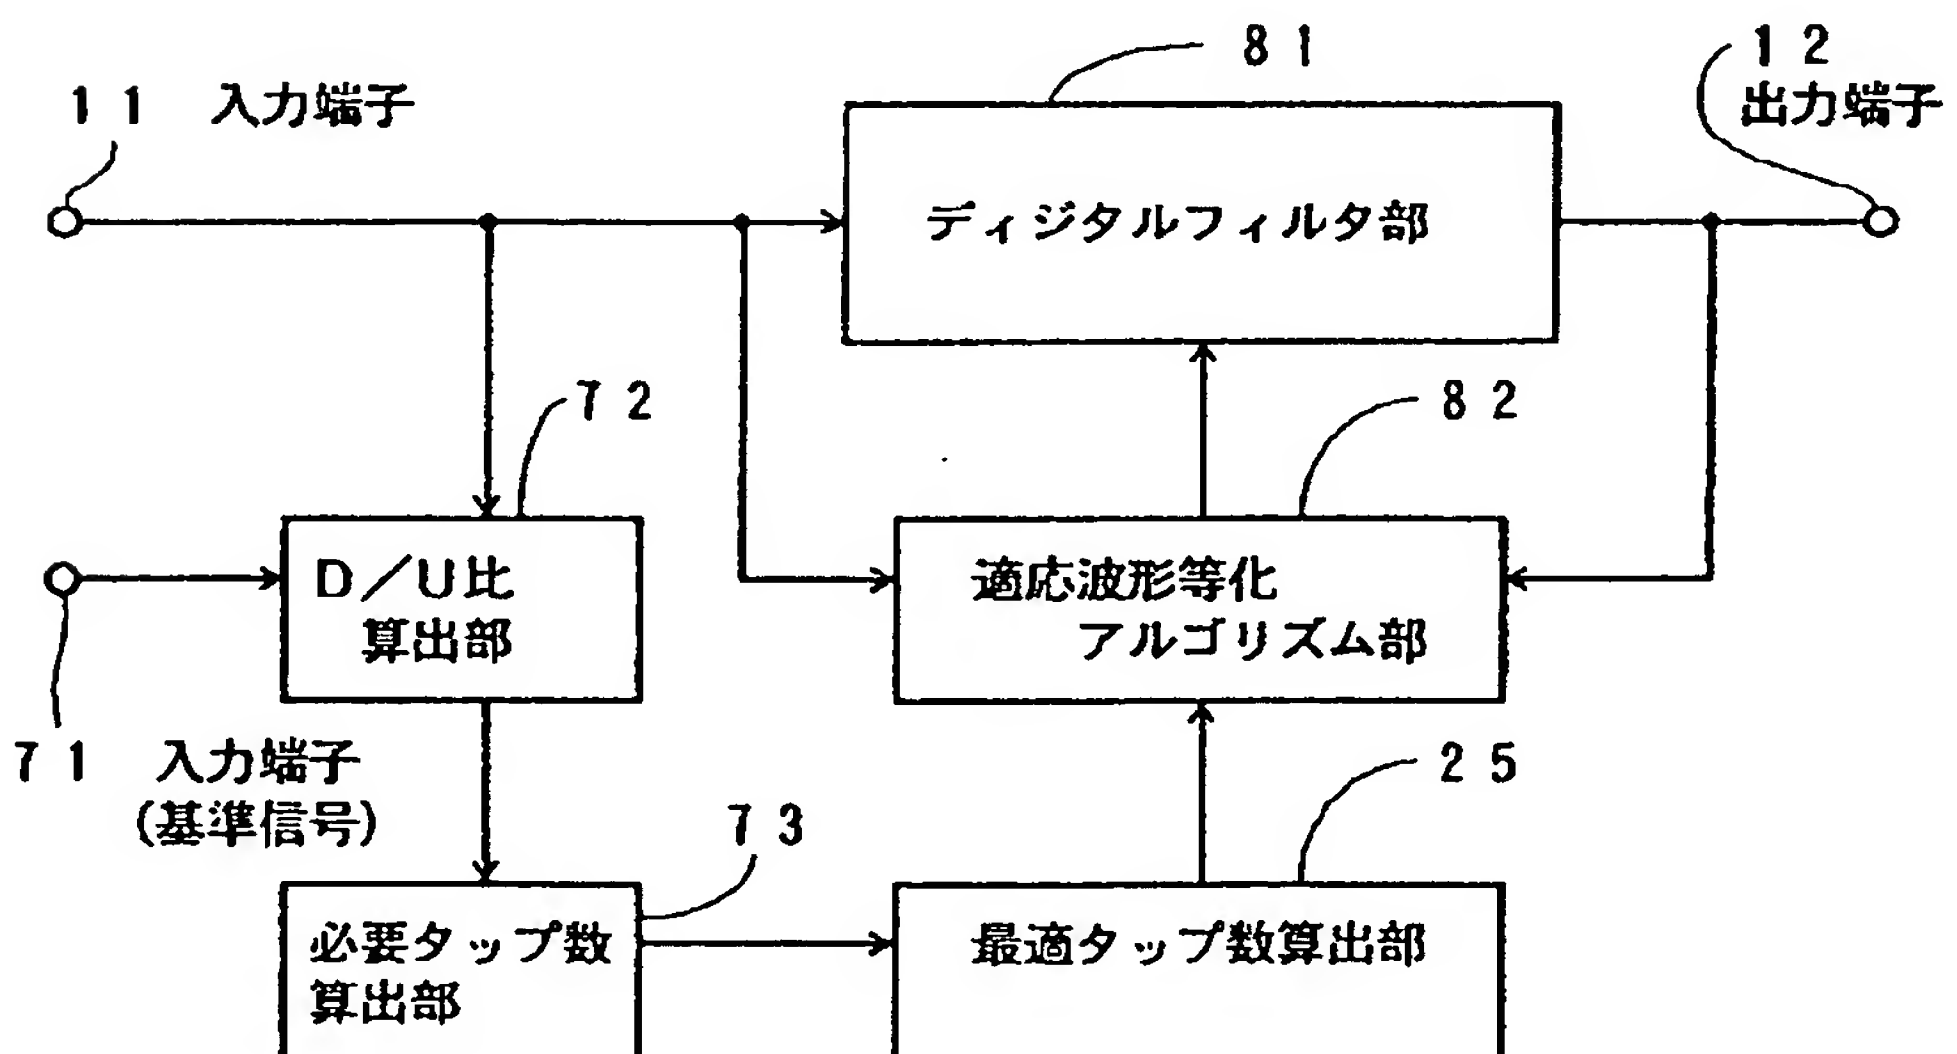 ８１
１２
出力端子
１１　入力端子
ディジタルフィルタ部
７２
８２
Ｄ／Ｕ比
算出部
適応波形等化
アルゴリズム部
７１　入力端子
(基準信号)
２５
７３
必要タップ数
算出部
最適タップ数算出部